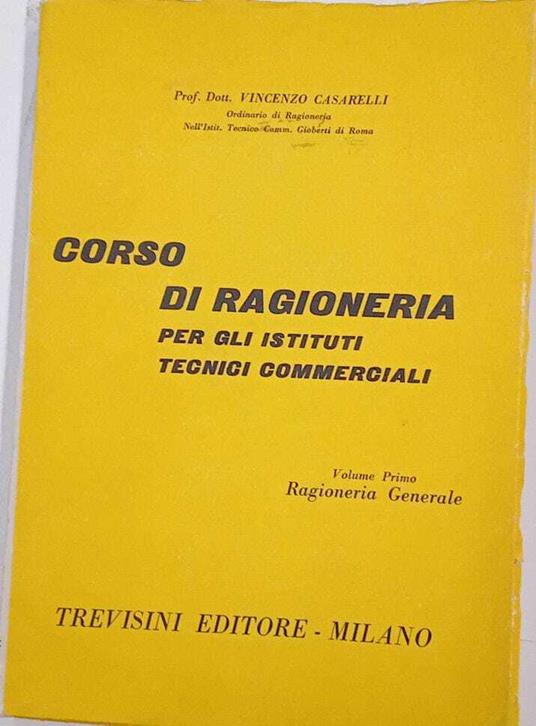 Prof. Dott. VINCENZO CASARELLI
Ordinario di Ragioneria
Nell'Istit. Tecnico Comm. Gioberti di Roma
CORSO
DI RAGIONERIA
PER GLI ISTITUTI
TECNICI COMMERCIALI
Volume Primo
Ragioneria Generale
TREVISINI EDITORE - MILANO